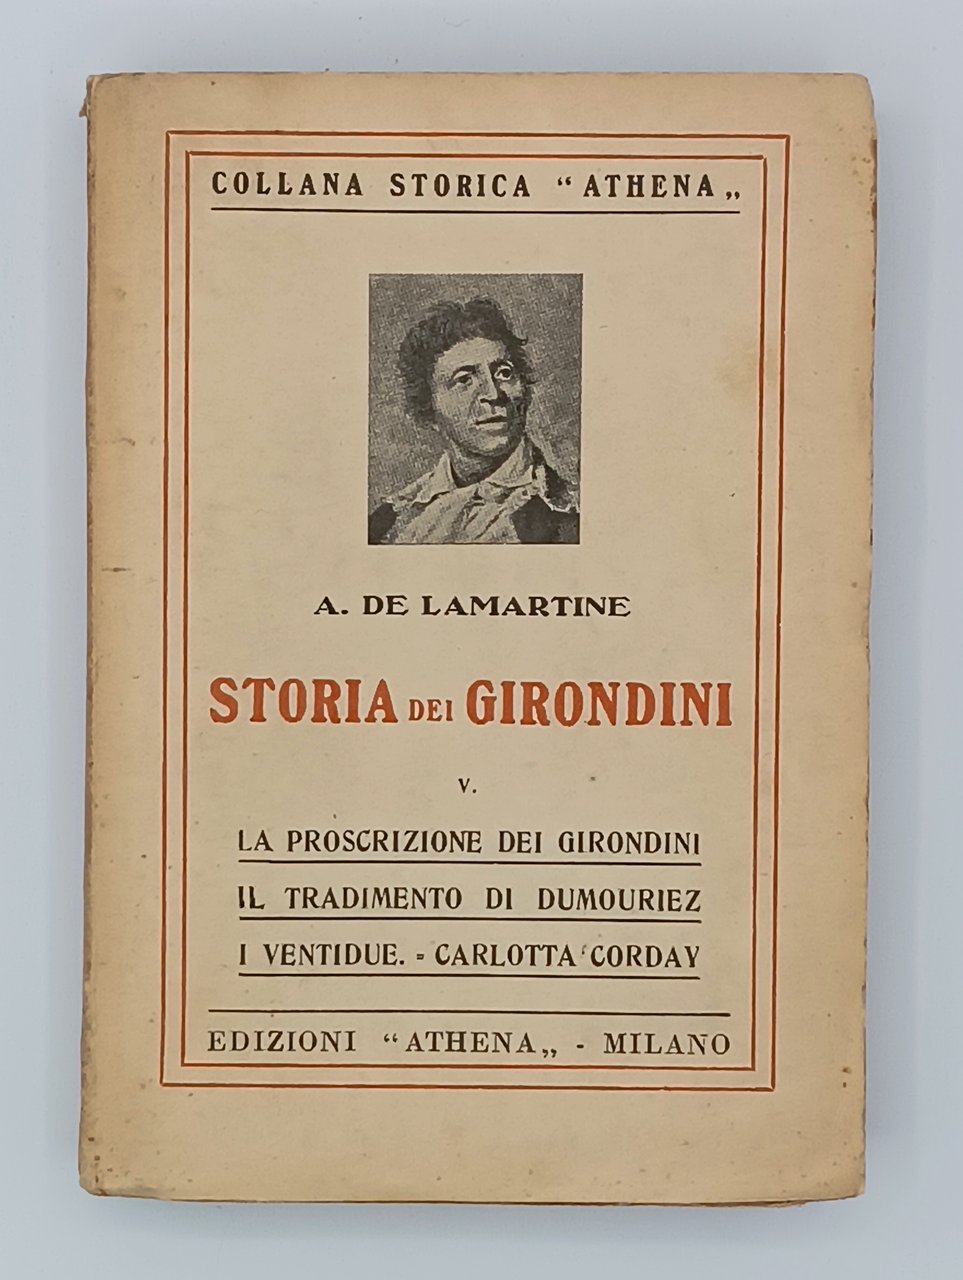 COLLANA STORICA “ ATHENA „
A. DE LAMARTINE
STORIA DEI GIRONDINI
V.
LA PROSCRIZIONE DEI GIRONDINI
IL TRADIMENTO DI DUMOURIEZ
I VENTIDUE. - CARLOTTA CORDAY
EDIZIONI “ATHENA„ - MILANO